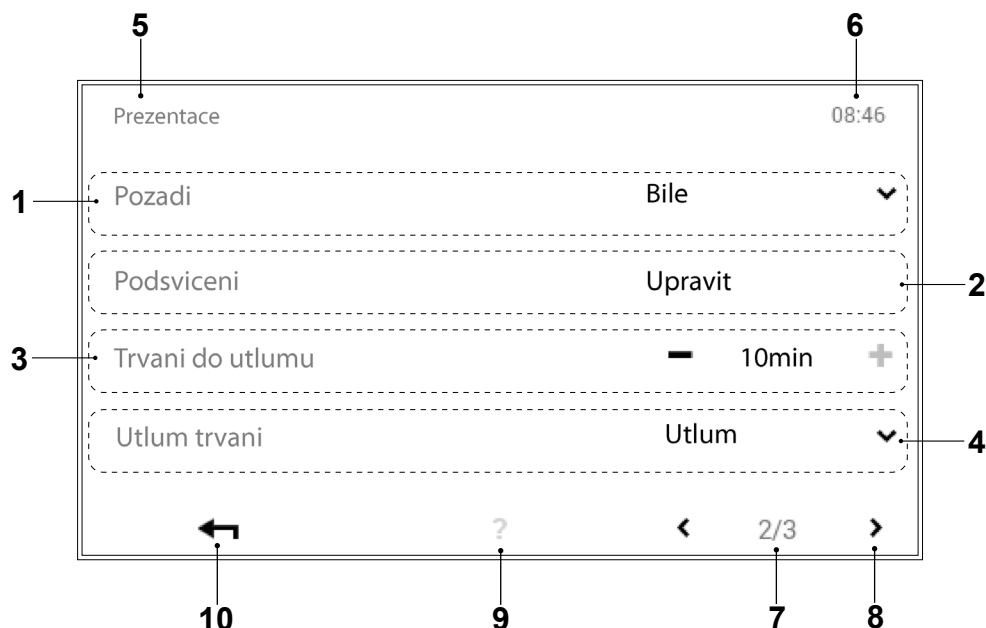 5 6
Prezentace 08:46
1 Pozadi Bile
Podsviceni Upravit 2
3 Trvani do utlumu − 10min +
Utlum trvani Utlum 4
? < 2/3 >
10 9 7 8